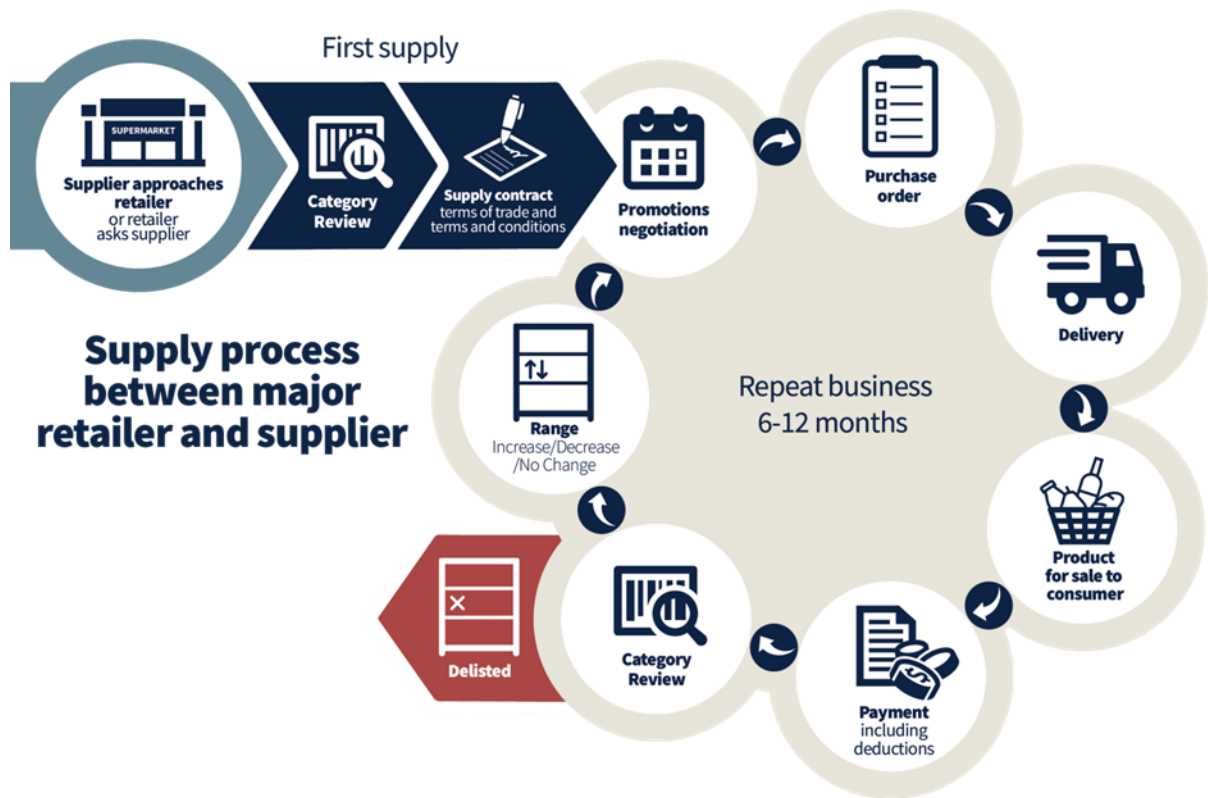 First supply
SUPERMARKET
Supplier approaches
retailer
or retailer
asks supplier
Category
Review
Supply contract
terms of trade and
terms and conditions
Promotions
negotiation
Purchase
order
Delivery
Product
for sale to
consumer
Payment
including
deductions
Category
Review
Delisted
Range
Increase/Decrease
/No Change
Repeat business
6-12 months
Supply process
between major
retailer and supplier